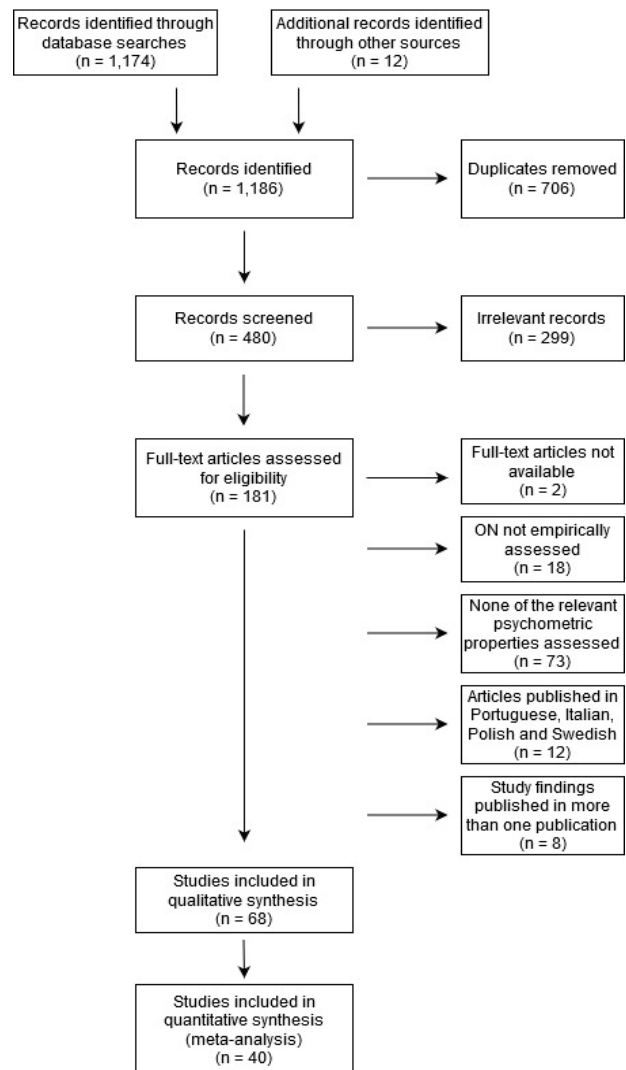 Records identified through
database searches
(n = 1,174)
Additional records identified
through other sources
(n = 12)
Records identified
(n = 1,186)
Duplicates removed
(n = 706)
Records screened
(n = 480)
Irrelevant records
(n = 299)
Full-text articles assessed
for eligibility
(n = 181)
Full-text articles not
available
(n = 2)
ON not empirically
assessed
(n = 18)
None of the relevant
psychometric
properties assessed
(n = 73)
Articles published in
Portuguese, Italian,
Polish and Swedish
(n = 12)
Study findings
published in more
than one publication
(n = 8)
Studies included in
qualitative synthesis
(n = 68)
Studies included in
quantitative synthesis
(meta-analysis)
(n = 40)